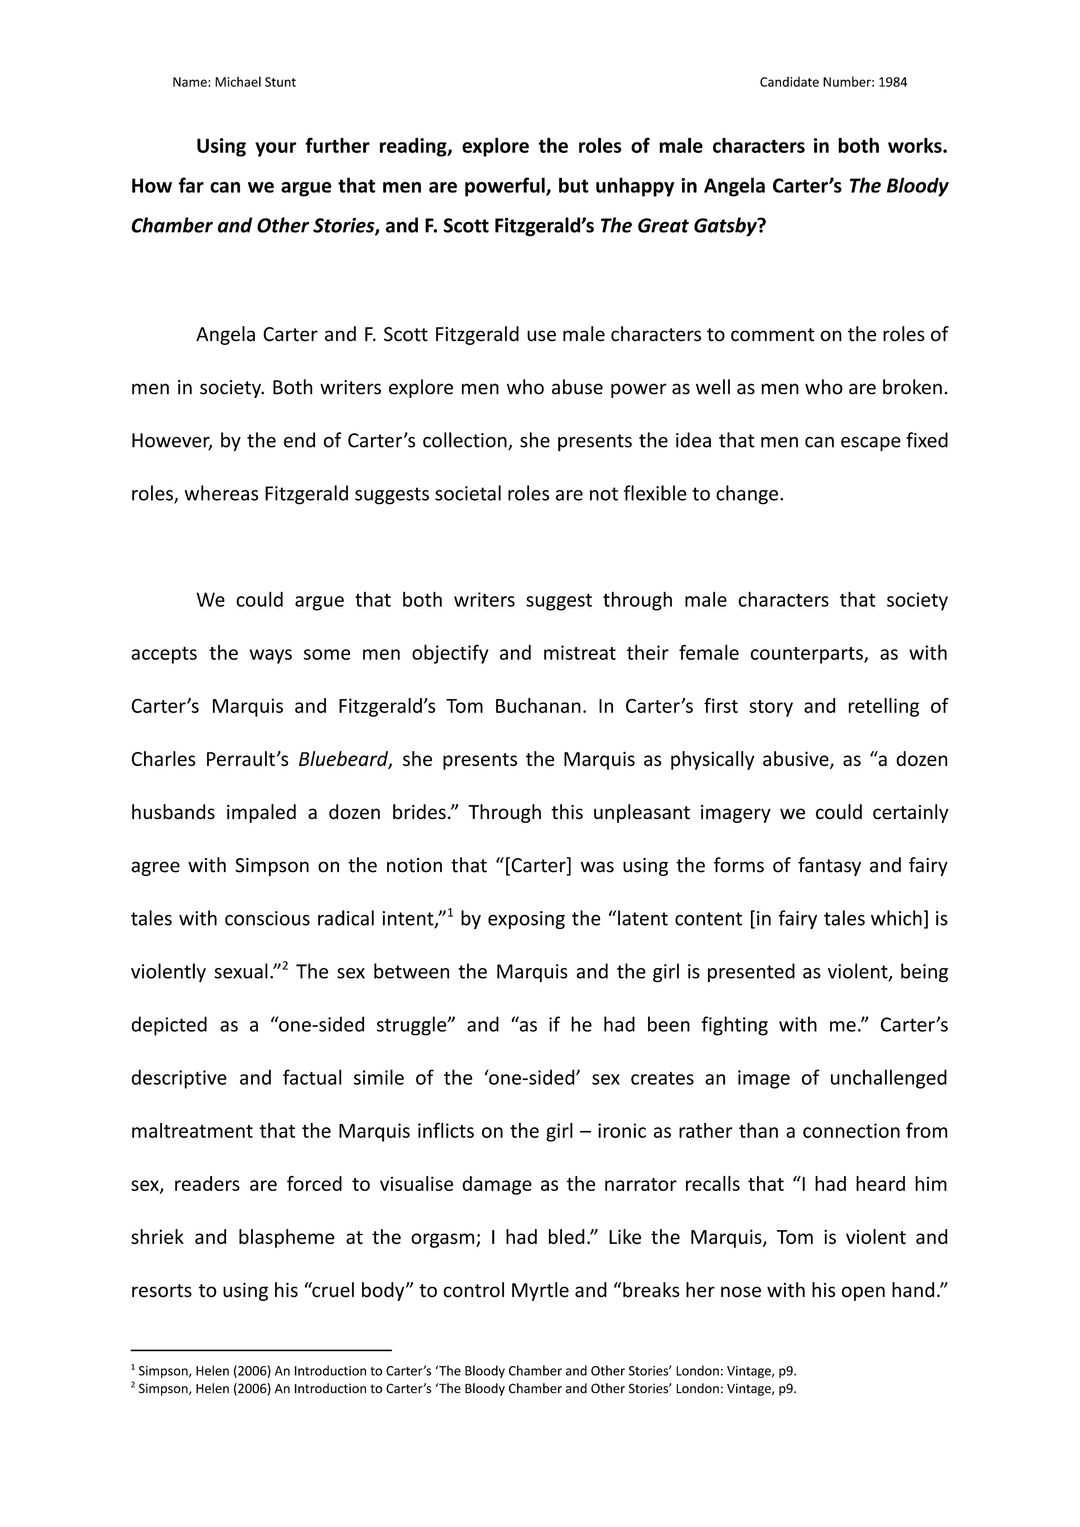 Name: Michael Stunt Candidate Number: 1984
Using your further reading, explore the roles of male characters in both works.
How far can we argue that men are powerful, but unhappy in Angela Carter’s The Bloody
Chamber and Other Stories, and F. Scott Fitzgerald’s The Great Gatsby?
Angela Carter and F. Scott Fitzgerald use male characters to comment on the roles of
men in society. Both writers explore men who abuse power as well as men who are broken.
However, by the end of Carter’s collection, she presents the idea that men can escape fixed
roles, whereas Fitzgerald suggests societal roles are not flexible to change.
We could argue that both writers suggest through male characters that society
accepts the ways some men objectify and mistreat their female counterparts, as with
Carter’s Marquis and Fitzgerald’s Tom Buchanan. In Carter’s first story and retelling of
Charles Perrault’s Bluebeard, she presents the Marquis as physically abusive, as “a dozen
husbands impaled a dozen brides.” Through this unpleasant imagery we could certainly
agree with Simpson on the notion that “[Carter] was using the forms of fantasy and fairy
tales with conscious radical intent,”1 by exposing the “latent content [in fairy tales which] is
violently sexual.”2 The sex between the Marquis and the girl is presented as violent, being
depicted as a “one-sided struggle” and “as if he had been fighting with me.” Carter’s
descriptive and factual simile of the ‘one-sided’ sex creates an image of unchallenged
maltreatment that the Marquis inflicts on the girl – ironic as rather than a connection from
sex, readers are forced to visualise damage as the narrator recalls that “I had heard him
shriek and blaspheme at the orgasm; I had bled.” Like the Marquis, Tom is violent and
resorts to using his “cruel body” to control Myrtle and “breaks her nose with his open hand.”
1 Simpson, Helen (2006) An Introduction to Carter’s ‘The Bloody Chamber and Other Stories’ London: Vintage, p9.
2 Simpson, Helen (2006) An Introduction to Carter’s ‘The Bloody Chamber and Other Stories’ London: Vintage, p9.